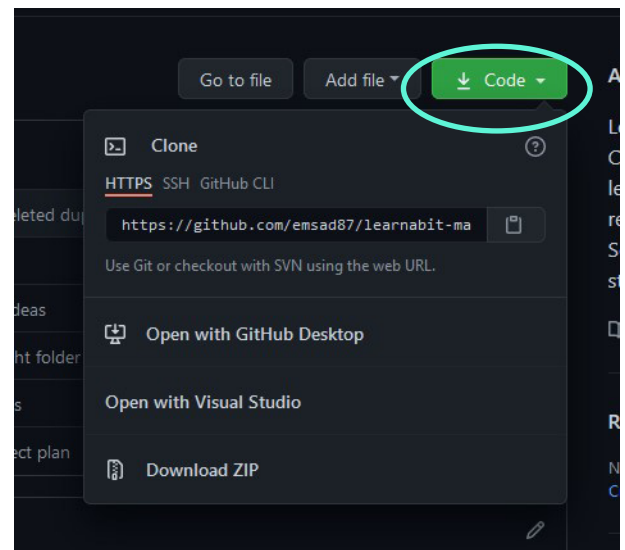 Go to file
Add file
Code
Clone
HTTPS SSH GitHub CLI
https://github.com/emsad87/learnabit-ma
Use Git or checkout with SVN using the web URL.
Open with GitHub Desktop
Open with Visual Studio
Download ZIP
deas
ht folder
s
ect plan
A
R